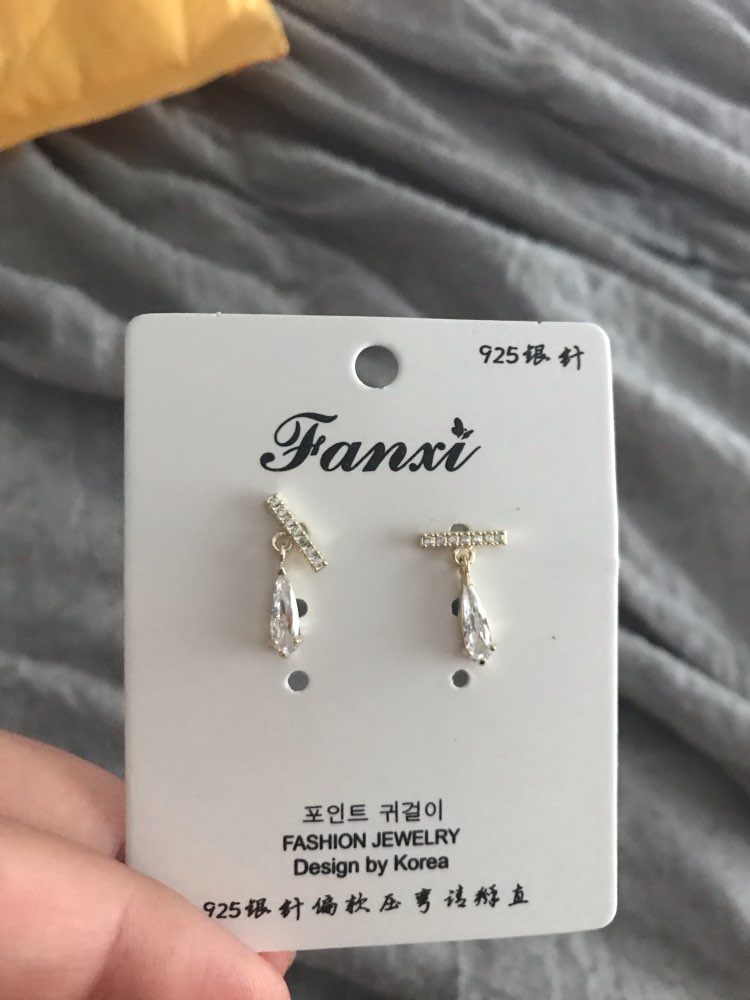 925银针
Fanxi
포인트 귀걸이
FASHION JEWELRY
Design by Korea
925银针偏软压弯请掰直